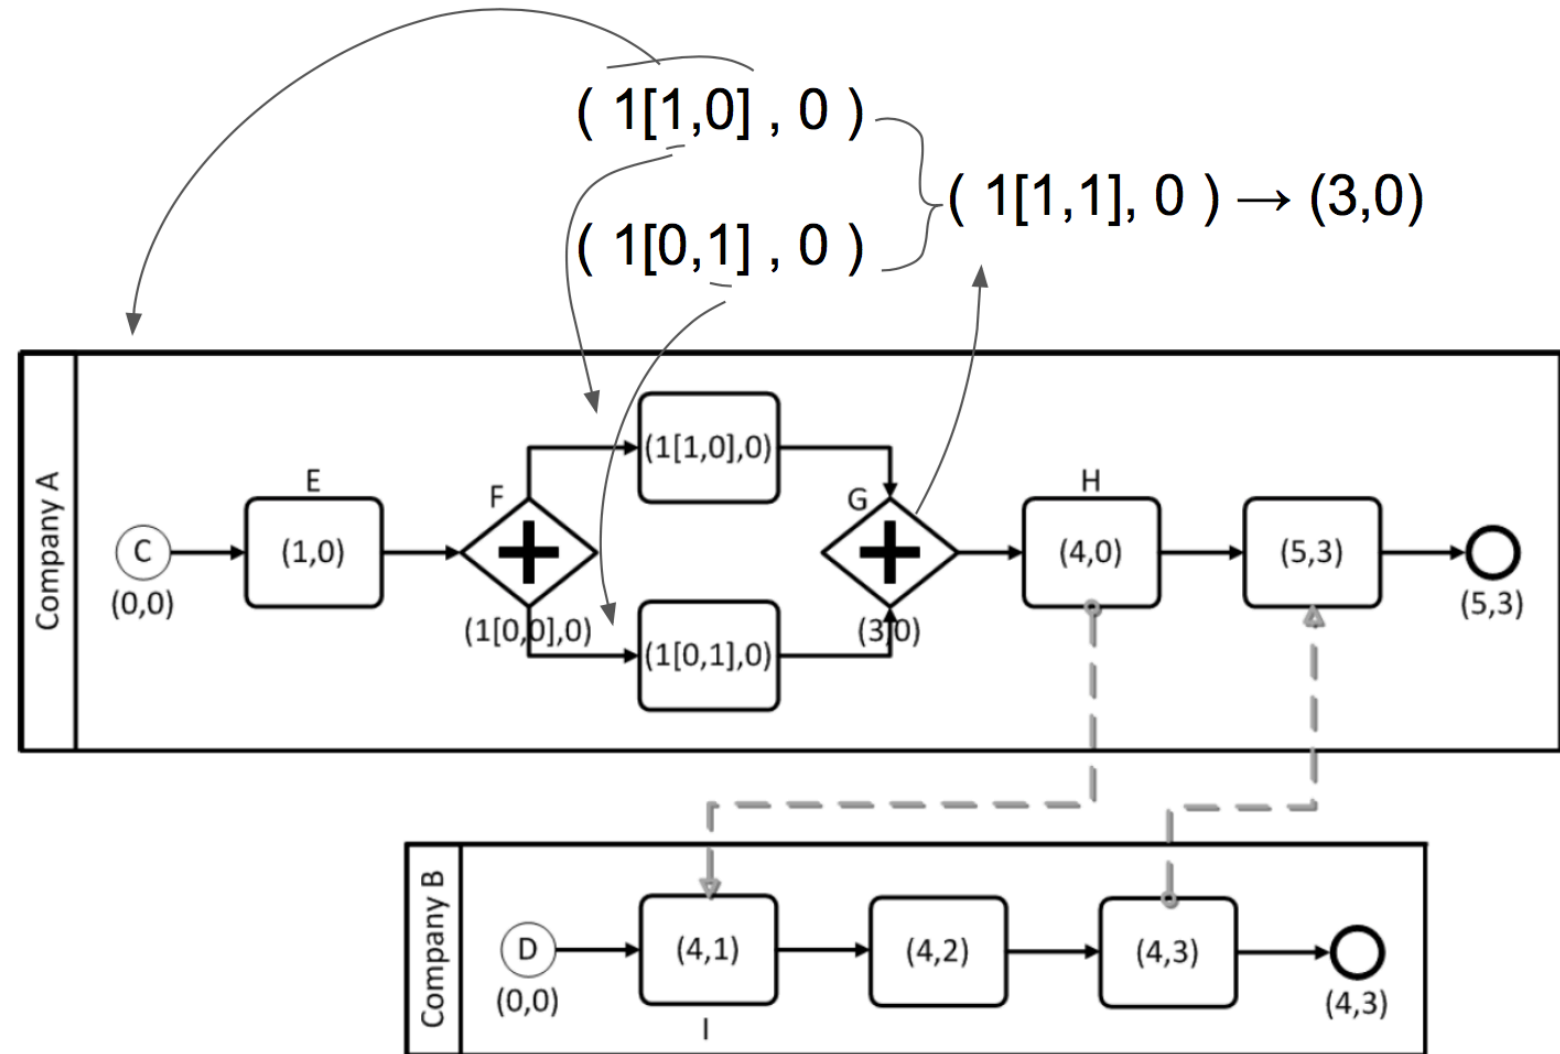 ( 1[1,0] , 0 )
( 1[1,1], 0 ) → (3,0)
( 1[0,1] , 0 )
Company A
C
(0,0)
E
(1,0)
F
(1[0,0],0)
(1[1,0],0)
(1[0,1],0)
G
(3,0)
H
(4,0)
(5,3)
(5,3)
Company B
D
(0,0)
(4,1)
I
(4,2)
(4,3)
(4,3)